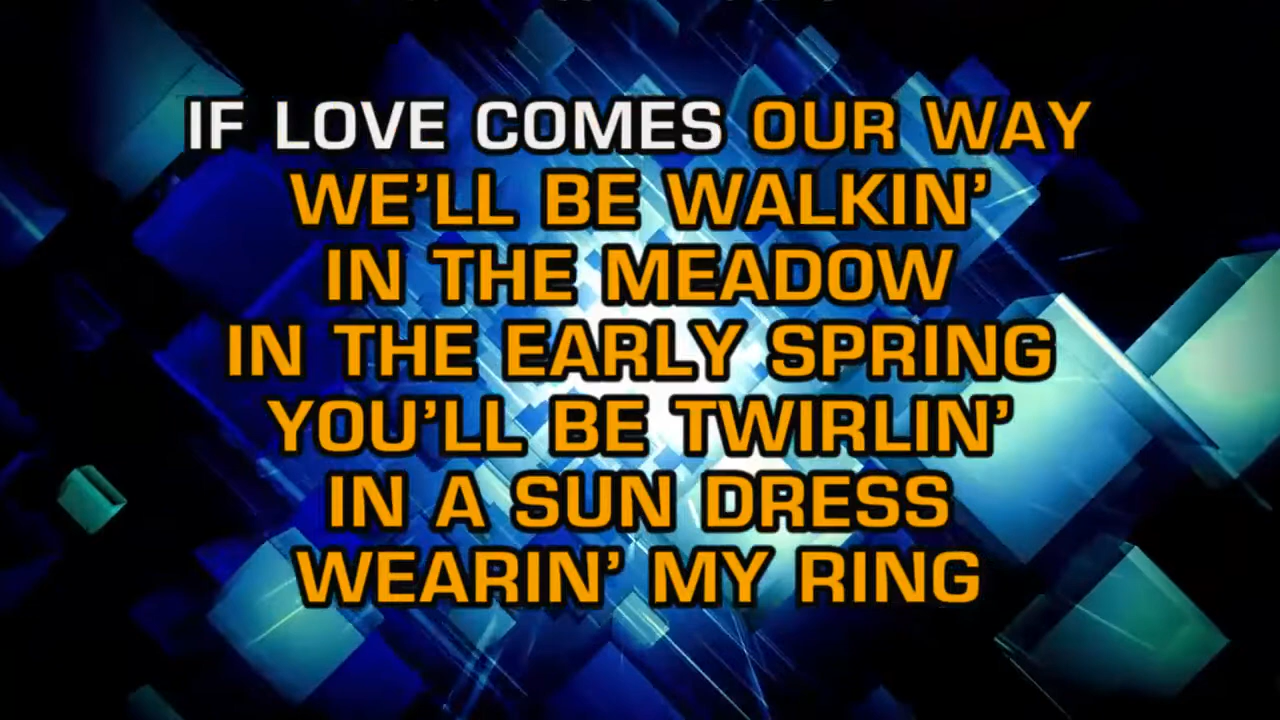 IF LOVE COMES OUR WAY
WE'LL BE WALKIN'
IN THE MEADOW
IN THE EARLY SPRING
YOU'LL BE TWIRLIN'
IN A SUN DRESS
WEARIN' MY RING